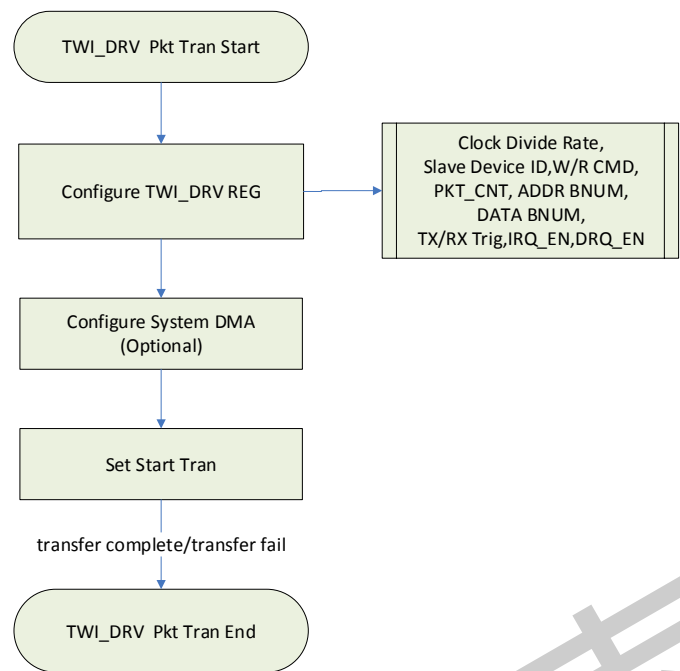 TWI_DRV  Pkt Tran Start
Configure TWI_DRV REG
Clock Divide Rate,
Slave Device ID,W/R CMD,
PKT_CNT, ADDR BNUM,
DATA BNUM,
TX/RX Trig,IRQ_EN,DRQ_EN
Configure System DMA
(Optional)
Set Start Tran
transfer complete/transfer fail
TWI_DRV  Pkt Tran End